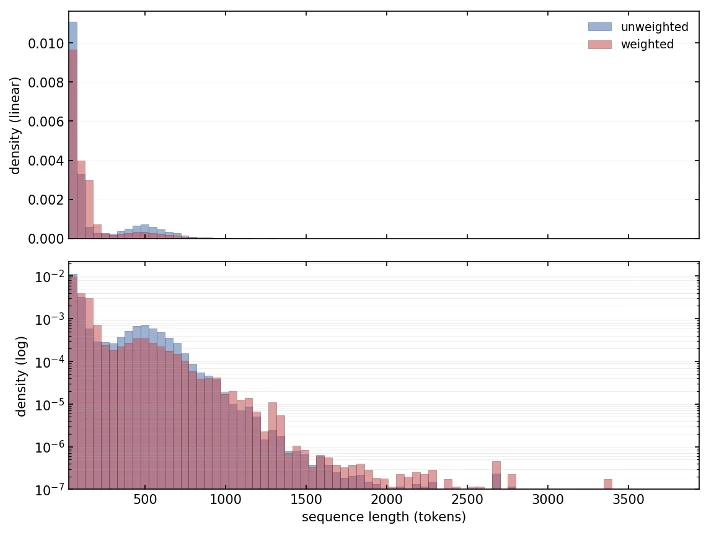 unweighted
weighted
density (linear)
0.010
0.008
0.006
0.004
0.002
0.000
density (log)
10⁻²
10⁻³
10⁻⁴
10⁻⁵
10⁻⁶
10⁻⁷
500 1000 1500 2000 2500 3000 3500
sequence length (tokens)